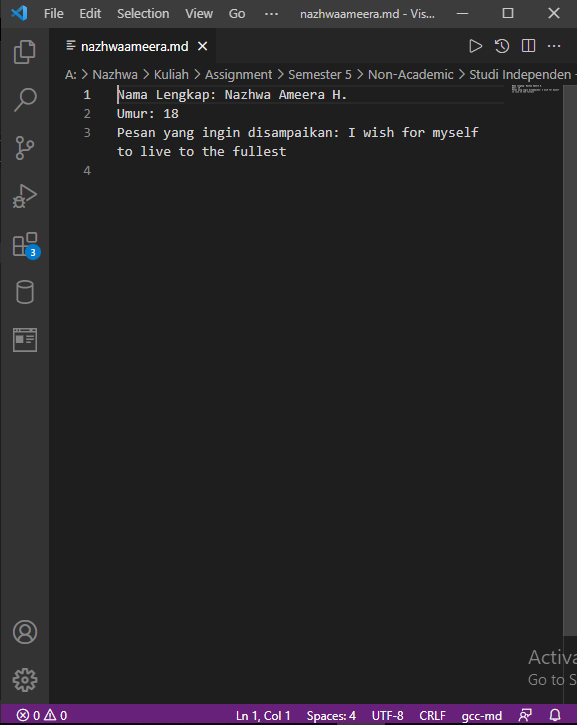 File Edit Selection View Go ··· nazhwaameera.md - Vis...
nazhwaameera.md
A: > Nazhwa > Kuliah > Assignment > Semester 5 > Non-Academic > Studi Independen -
1 Nama Lengkap: Nazhwa Ameera H.
2 Umur: 18
3 Pesan yang ingin disampaikan: I wish for myself
to live to the fullest
4
3
Activa
Go to S
0 0 Ln 1, Col 1 Spaces: 4 UTF-8 CRLF gcc-md